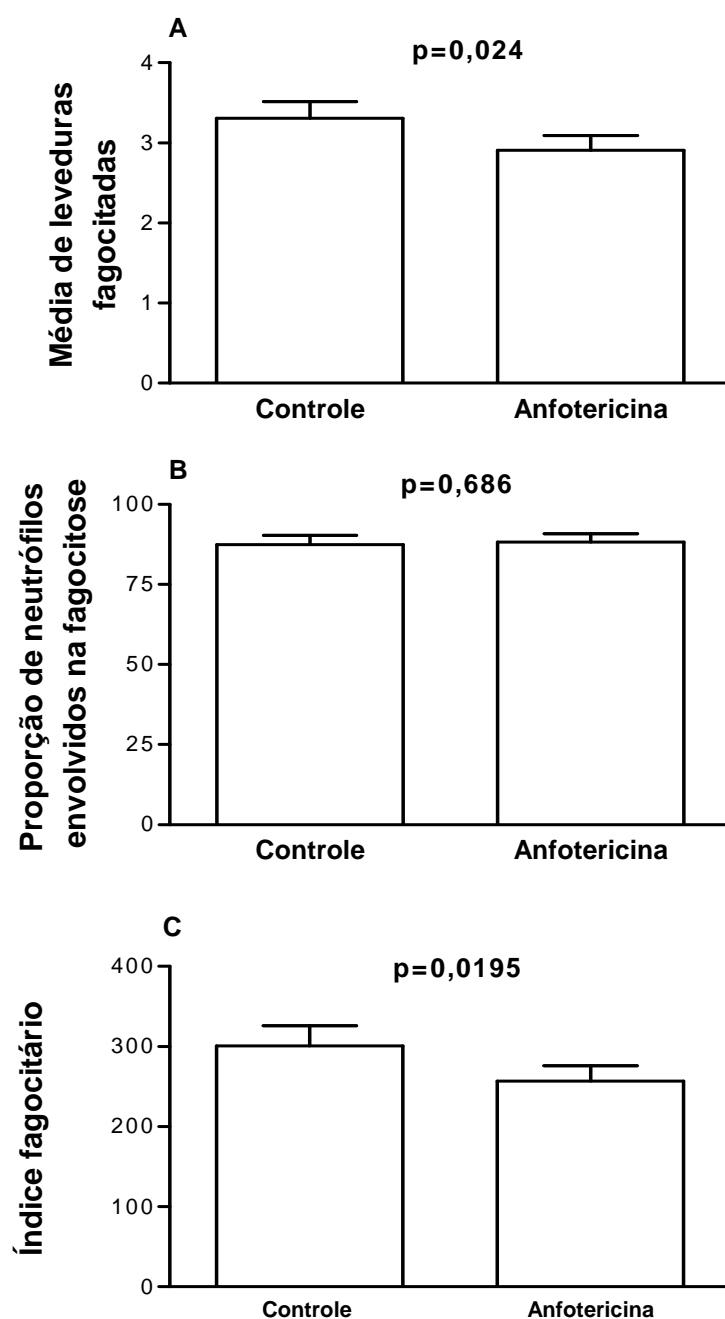 A
p=0,024
Média de leveduras
fagocitadas
4
3
2
1
0
Controle Anfotericina
B
p=0,686
Proporção de neutrófilos
envolvidos na fagocitose
100
75
50
25
0
Controle Anfotericina
C
p=0,0195
Índice fagocitário
400
300
200
100
0
Controle Anfotericina